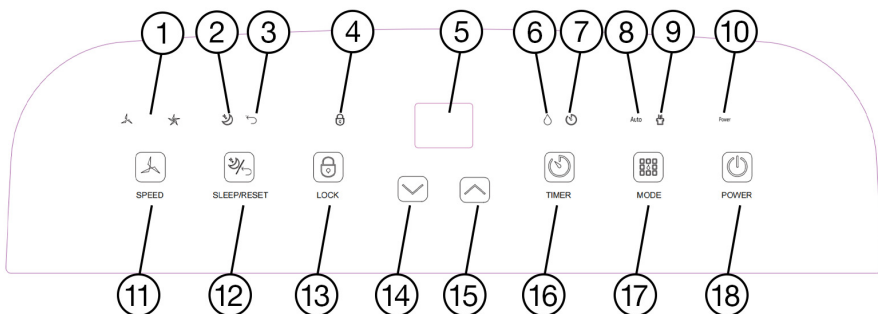 1 2 3 4 5 6 7 8 9 10
Auto Power
SPEED SLEEP/RESET LOCK TIMER MODE POWER
11 12 13 14 15 16 17 18